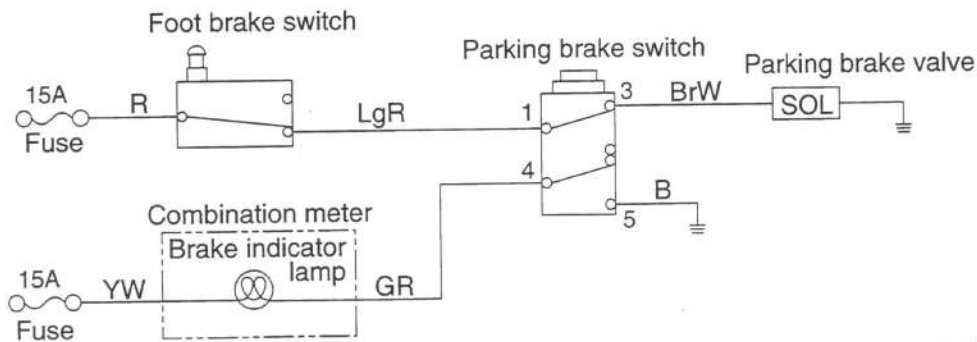 Foot brake switch
Parking brake switch
Parking brake valve
15A
R
Fuse
LgR
1
3
BrW
SOL
4
B
5
Combination meter
Brake indicator
lamp
15A
YW
GR
Fuse